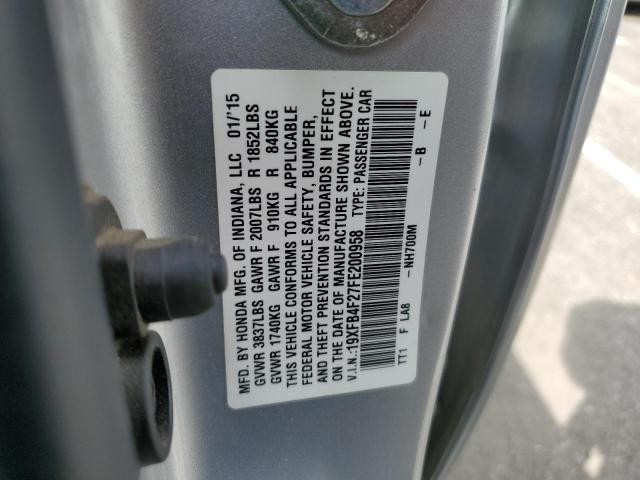 MFD. BY HONDA MFG. OF INDIANA, LLC 01/'15
GVWR 3837LBS GAWR F 2007LBS R 1852LBS
GVWR 1740KG GAWR F 910KG R 840KG
THIS VEHICLE CONFORMS TO ALL APPLICABLE
FEDERAL MOTOR VEHICLE SAFETY, BUMPER,
AND THEFT PREVENTION STANDARDS IN EFFECT
ON THE DATE OF MANUFACTURE SHOWN ABOVE.
V.I.N.:19XFB4F27FE200958 TYPE: PASSENGER CAR
TT1 F LA8 -NH700M -B -E